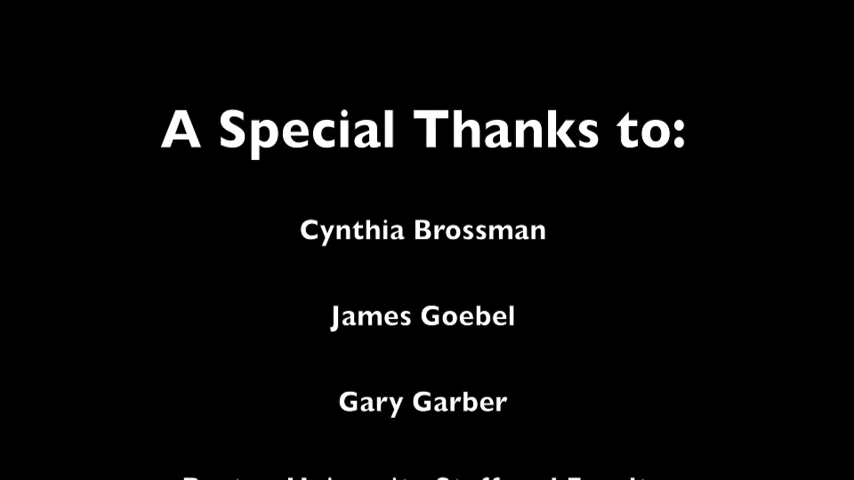 A Special Thanks to:
Cynthia Brossman
James Goebel
Gary Garber